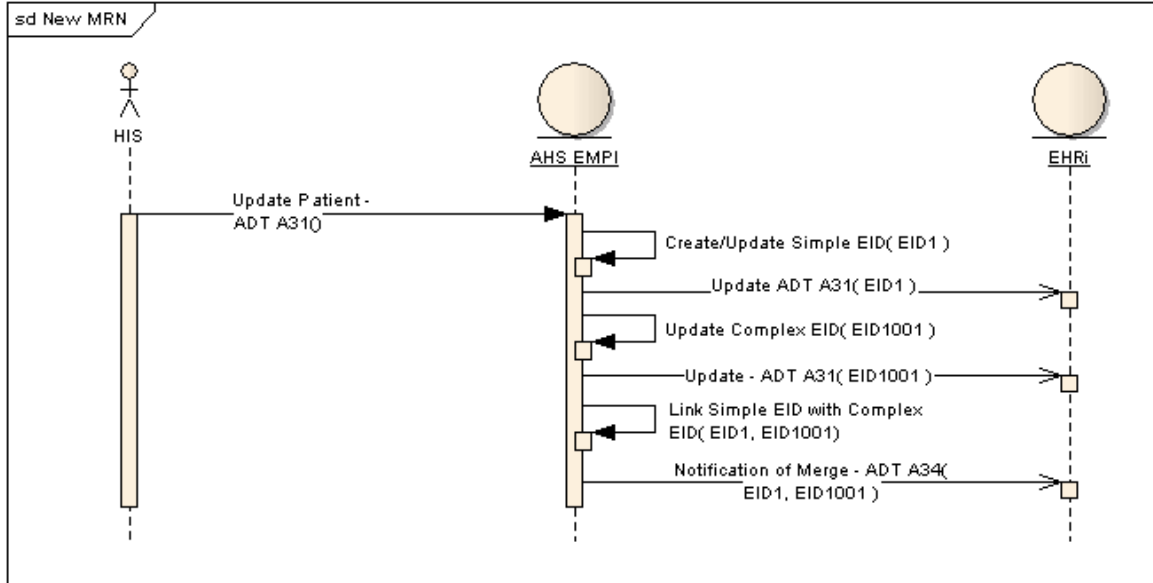 sd New MRN
HIS
AHS EMPI
EHRi
Update Patient -
ADT A31()
Create/Update Simple EID( EID1 )
Update ADT A31( EID1 )
Update Complex EID( EID1001 )
Update - ADT A31( EID1001 )
Link Simple EID with Complex
EID( EID1, EID1001)
Notification of Merge - ADT A34(
EID1, EID1001 )